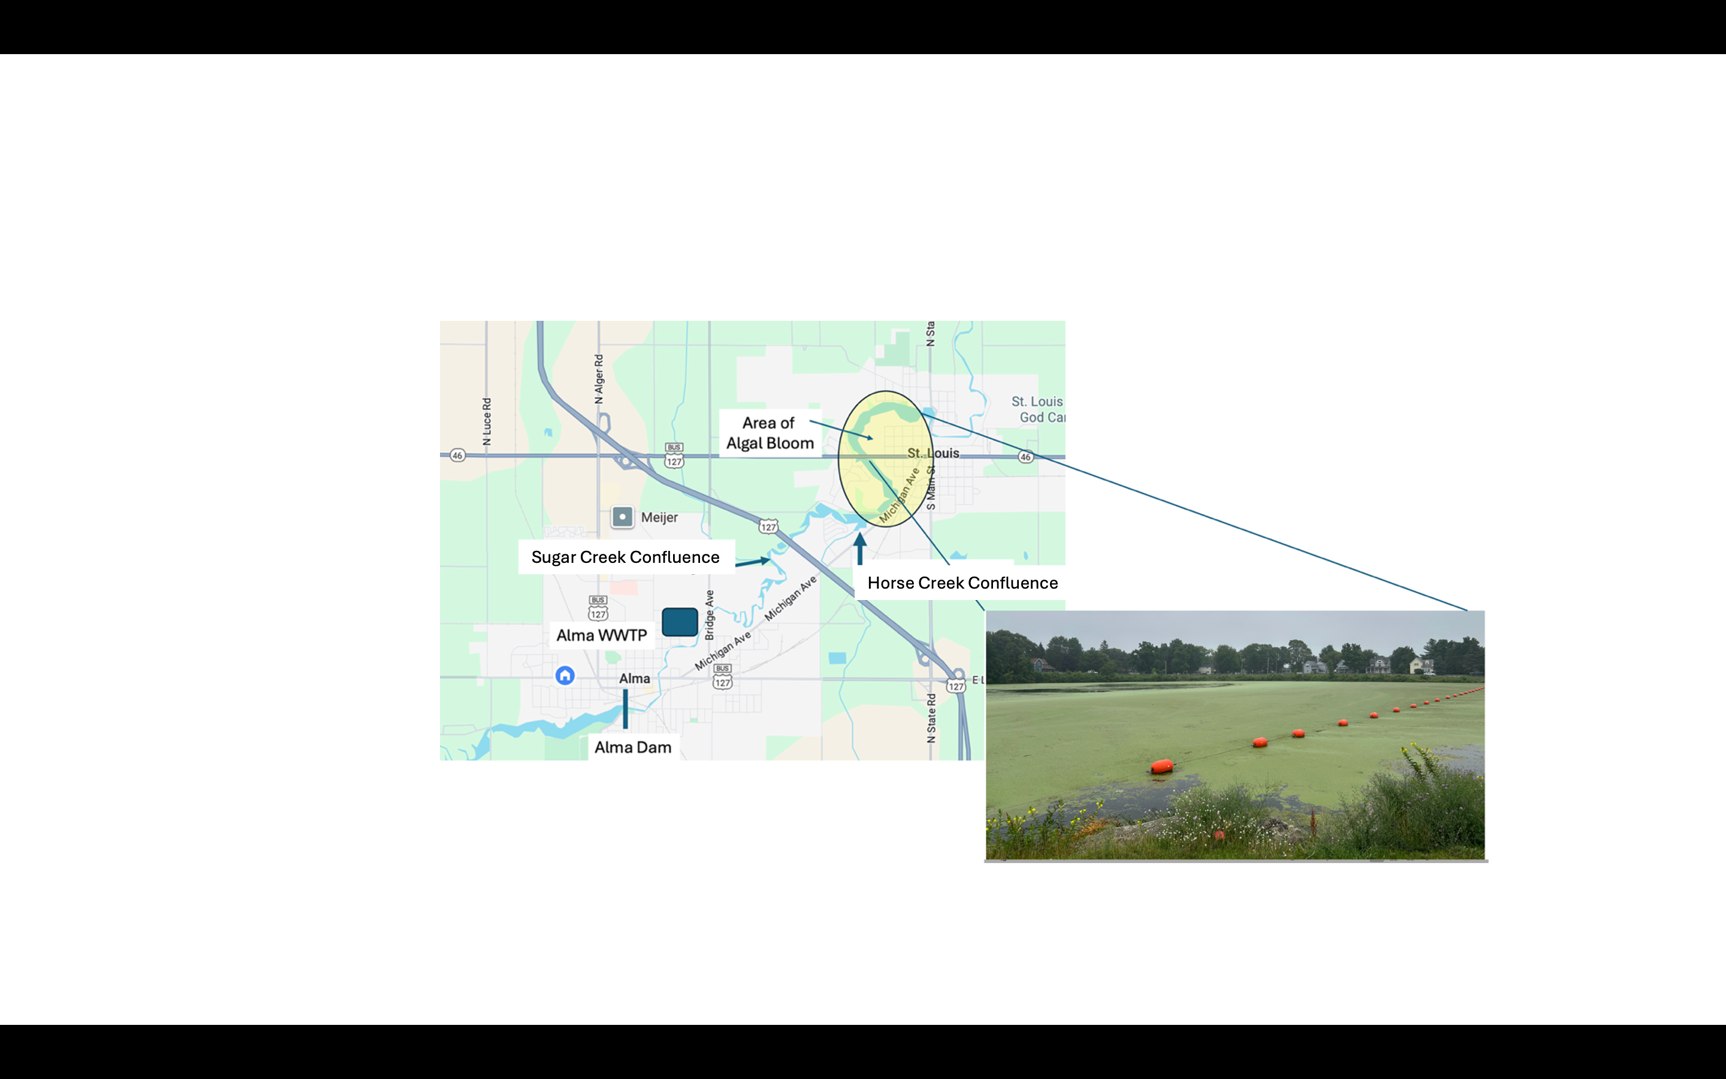 N Sta
N Alger Rd
N Luce Rd
St. Louis
God Car
Area of
Algal Bloom
BUS
127
46
St. Louis
46
Michigan Ave
S Main St
Meijer
127
Sugar Creek Confluence
Horse Creek Confluence
BUS
127
Bridge Ave
Michigan Ave
Alma WWTP
Michigan Ave
BUS
127
Alma
127
E
N State Rd
Alma Dam